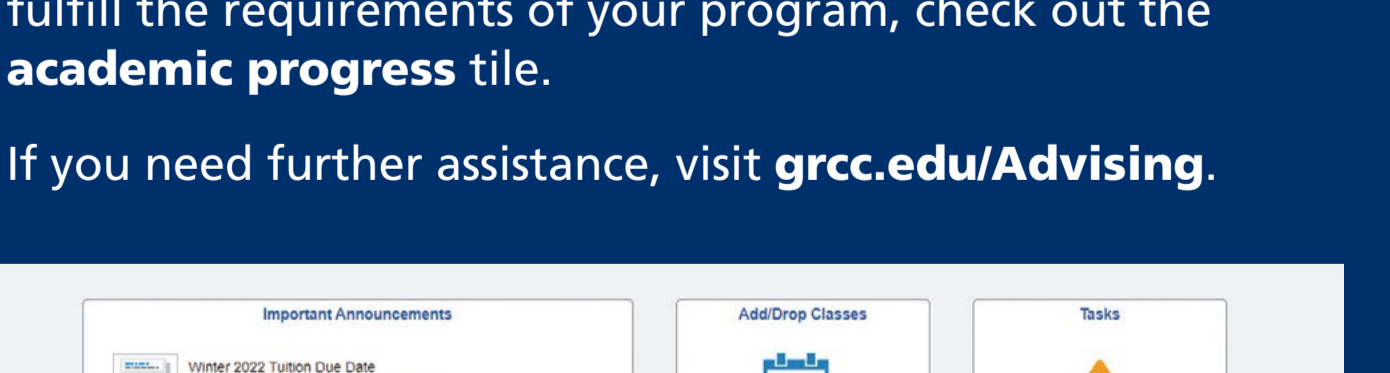 fulfill the requirements of your program, check out the
academic progress tile.
If you need further assistance, visit grcc.edu/Advising.
Important Announcements
Add/Drop Classes
Tasks
Winter 2022 Tuition Due Date